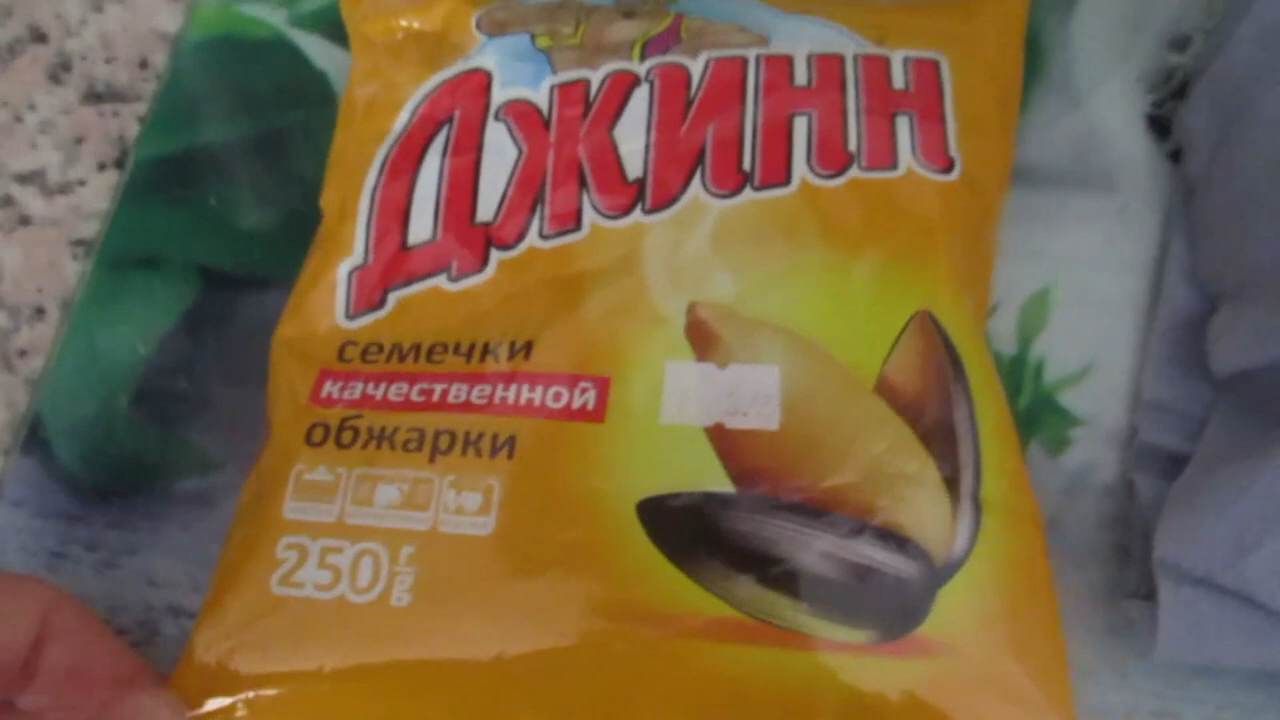 Джинн
семечки
качественной
обжарки
250 г
g